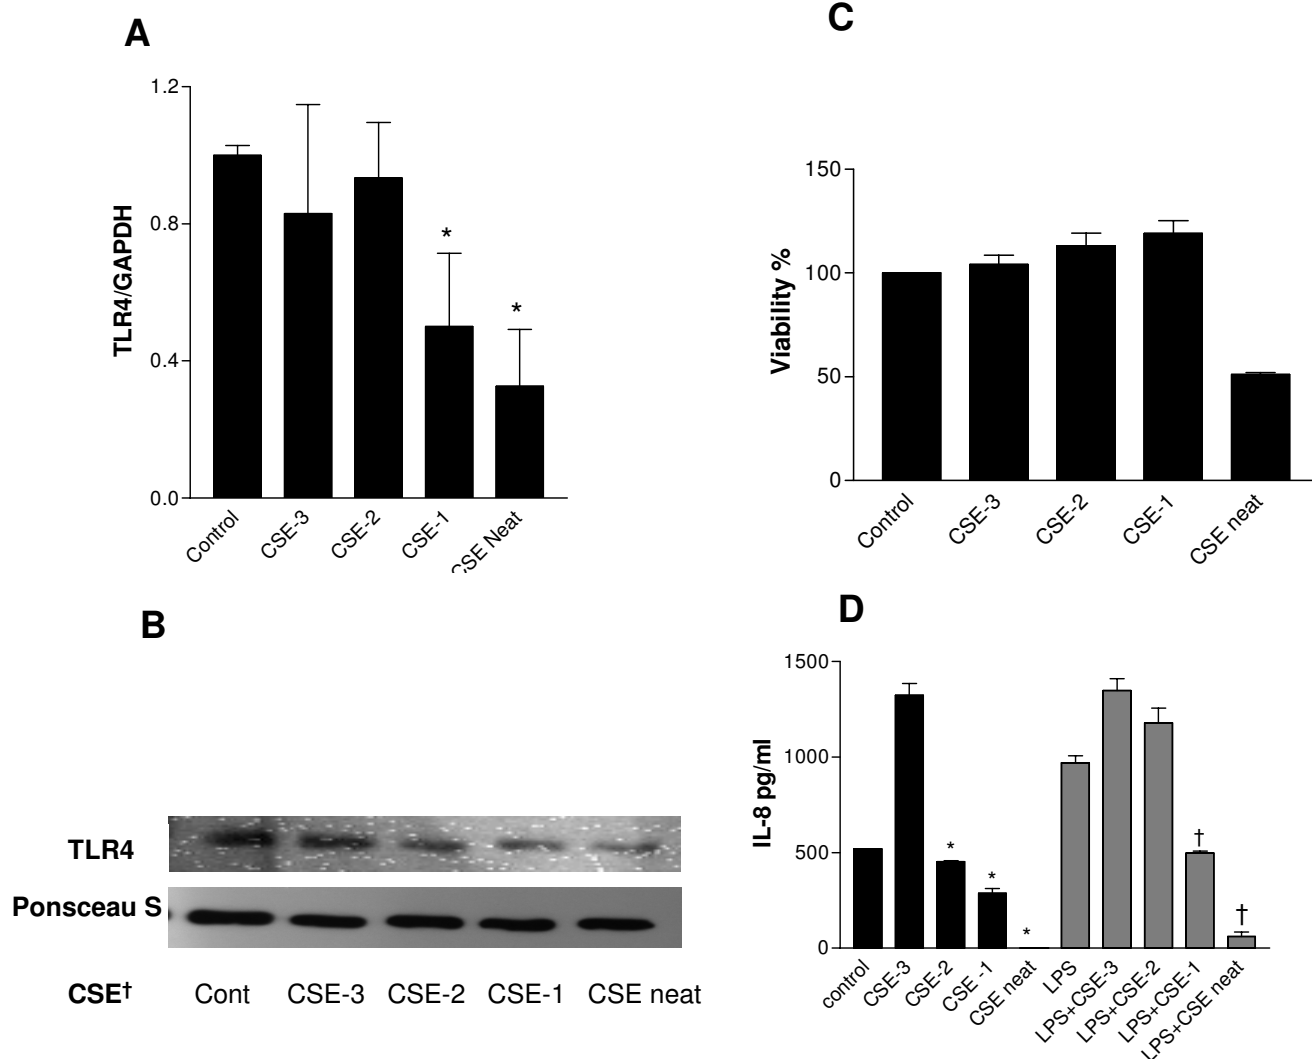 A
1.2
0.8
0.4
0.0
TLR4/GAPDH
*
*
Control
CSE-3
CSE-2
CSE-1
CSE Neat
C
150
100
50
0
Viability %
Control
CSE-3
CSE-2
CSE-1
CSE neat
B
TLR4
Ponsceau S
CSE† Cont CSE-3 CSE-2 CSE-1 CSE neat
D
1500
1000
500
0
IL-8 pg/ml
*
*
*
†
†
control
CSE-3
CSE-2
CSE -1
CSE neat
LPS
LPS+CSE-3
LPS+CSE-2
LPS+CSE-1
LPS+CSE neat